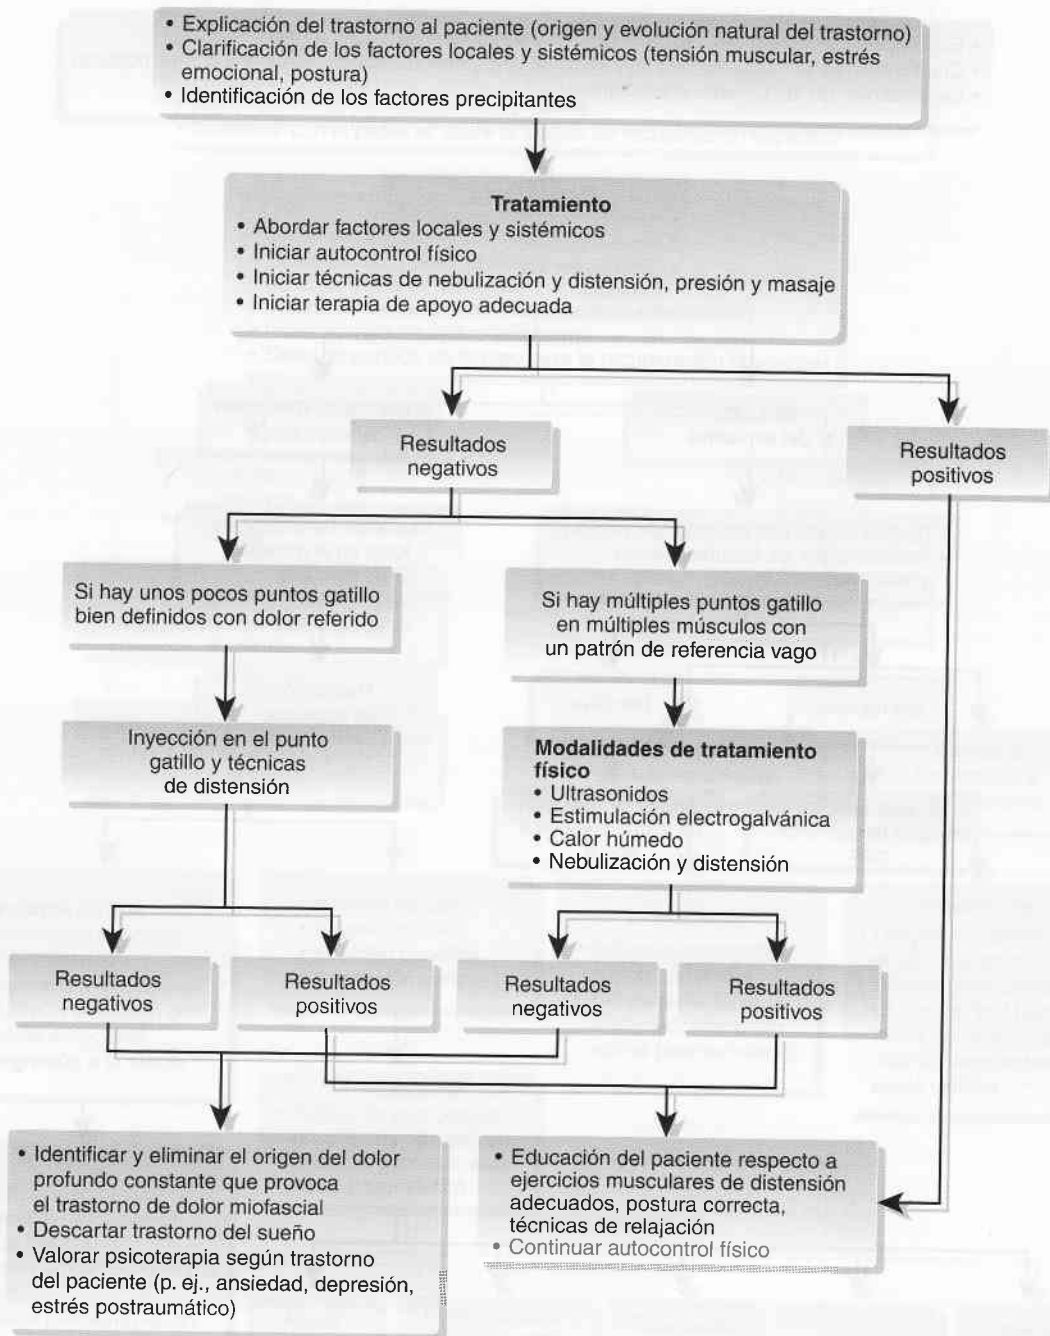 • Explicación del trastorno al paciente (origen y evolución natural del trastorno)
• Clarificación de los factores locales y sistémicos (tensión muscular, estrés
emocional, postura)
• Identificación de los factores precipitantes
Tratamiento
• Abordar factores locales y sistémicos
• Iniciar autocontrol físico
• Iniciar técnicas de nebulización y distensión, presión y masaje
• Iniciar terapia de apoyo adecuada
Resultados
negativos
Resultados
positivos
Si hay unos pocos puntos gatillo
bien definidos con dolor referido
Si hay múltiples puntos gatillo
en múltiples músculos con
un patrón de referencia vago
Inyección en el punto
gatillo y técnicas
de distensión
Modalidades de tratamiento
físico
• Ultrasonidos
• Estimulación electrogalvánica
• Calor húmedo
• Nebulización y distensión
Resultados
negativos
Resultados
positivos
Resultados
negativos
Resultados
positivos
• Identificar y eliminar el origen del dolor
profundo constante que provoca
el trastorno de dolor miofascial
• Descartar trastorno del sueño
• Valorar psicoterapia según trastorno
del paciente (p. ej., ansiedad, depresión,
estrés postraumático)
• Educación del paciente respecto a
ejercicios musculares de distensión
adecuados, postura correcta,
técnicas de relajación
• Continuar autocontrol físico